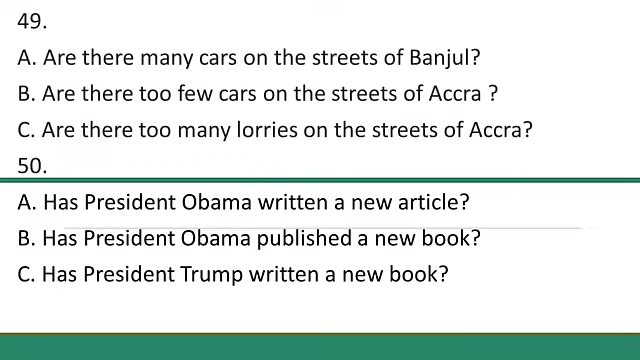 49.
A. Are there many cars on the streets of Banjul?
B. Are there too few cars on the streets of Accra ?
C. Are there too many lorries on the streets of Accra?
50.
A. Has President Obama written a new article?
B. Has President Obama published a new book?
C. Has President Trump written a new book?